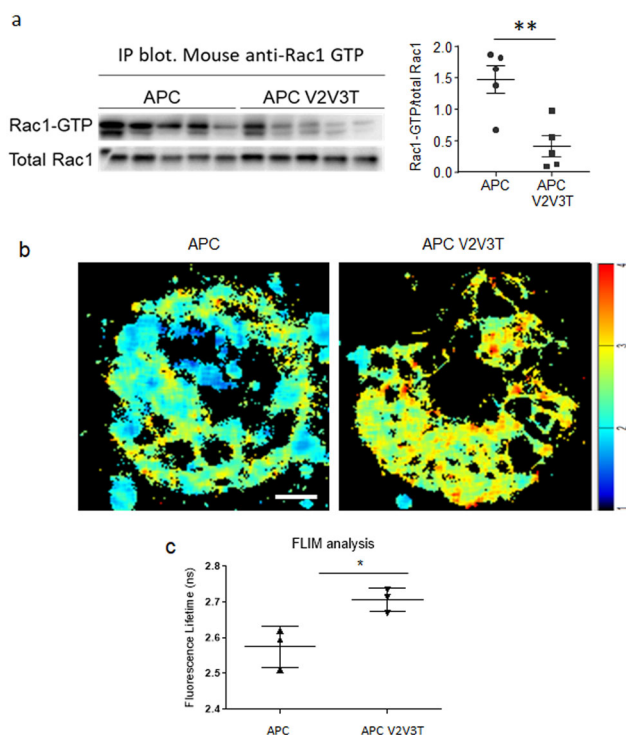 a
IP blot. Mouse anti-Rac1 GTP
APC APC V2V3T
Rac1-GTP
Total Rac1
**
Rac1-GTP/total Rac1
2.0
1.5
1.0
0.5
0.0
APC
APC
V2V3T
b
APC APC V2V3T
4
3
2
1
c
FLIM analysis
*
Fluorescence Lifetime (ns)
2.8
2.7
2.6
2.5
2.4
APC APC V2V3T